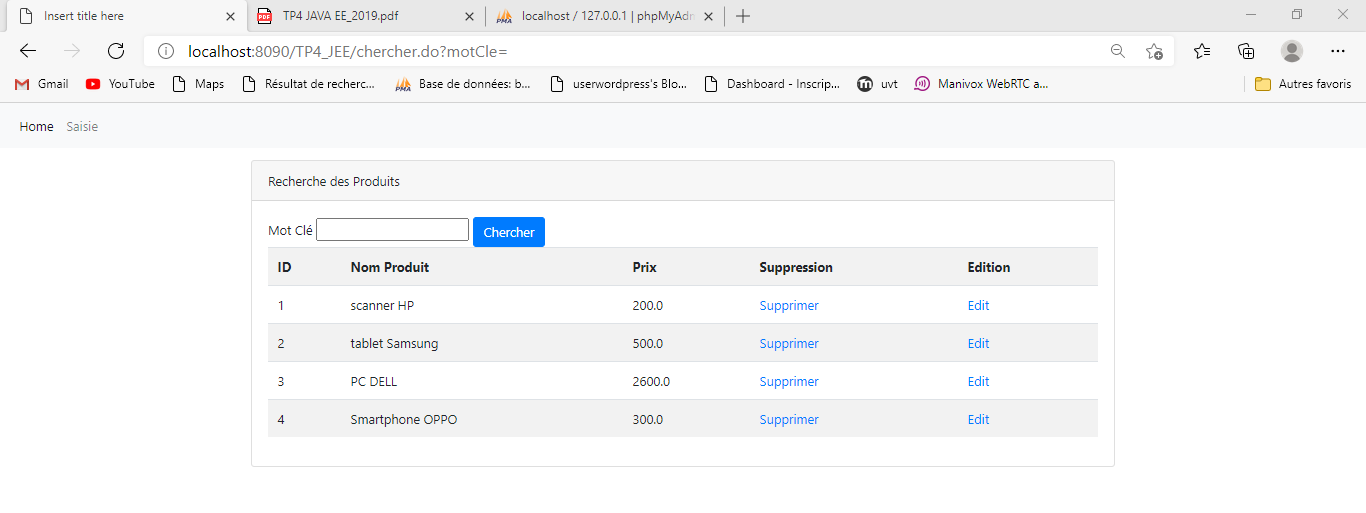 Insert title here
TP4 JAVA EE_2019.pdf
localhost / 127.0.0.1 | phpMyAdm
localhost:8090/TP4_JEE/chercher.do?motCle=
Gmail YouTube Maps Résultat de recherc... Base de données: b... userwordpress's Blo... Dashboard - Inscrip... uvt Manivox WebRTC a... Autres favoris
Home Saisie
Recherche des Produits
Mot Clé Chercher
ID Nom Produit Prix Suppression Edition
1 scanner HP 200.0 Supprimer Edit
2 tablet Samsung 500.0 Supprimer Edit
3 PC DELL 2600.0 Supprimer Edit
4 Smartphone OPPO 300.0 Supprimer Edit